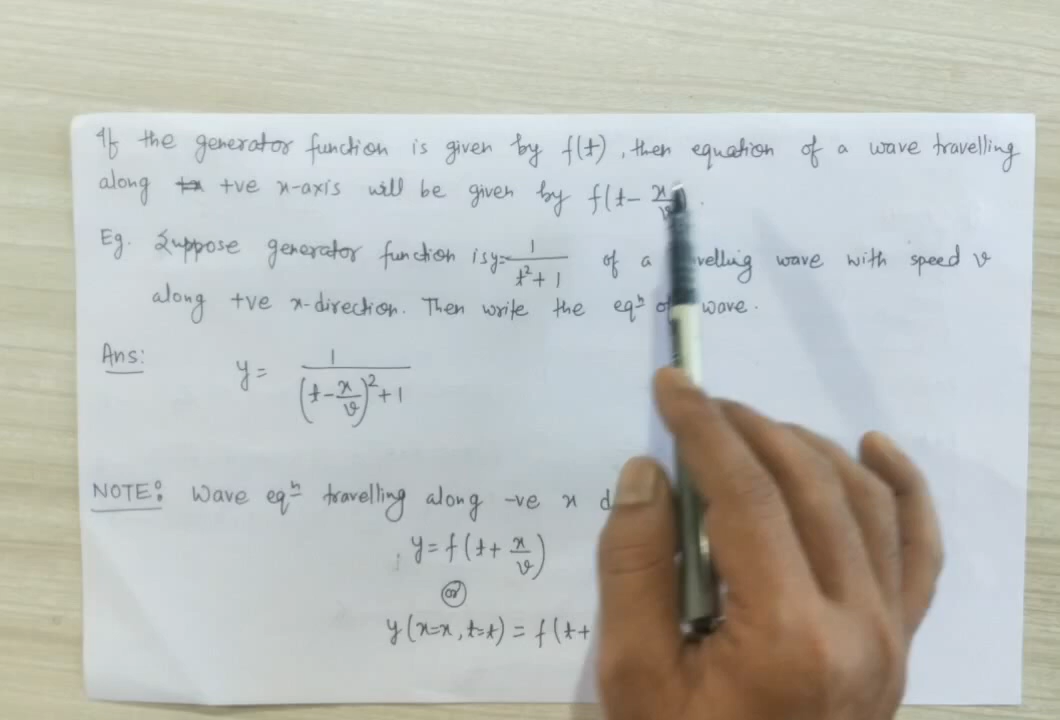 If the generator function is given by f(t), then equation of a wave travelling
along +ve x-axis will be given by f(t- x/v).
Eg. Suppose generator function is y= 1/(t²+1) of a wave with speed v
along +ve x-direction. Then write the eqⁿ wave.
Ans: y= 1/((t-x/v)²+1)
NOTE: Wave eqⁿ travelling along -ve x
y=f(t+ x/v)
or
y(x=x, t=t) = f(t+